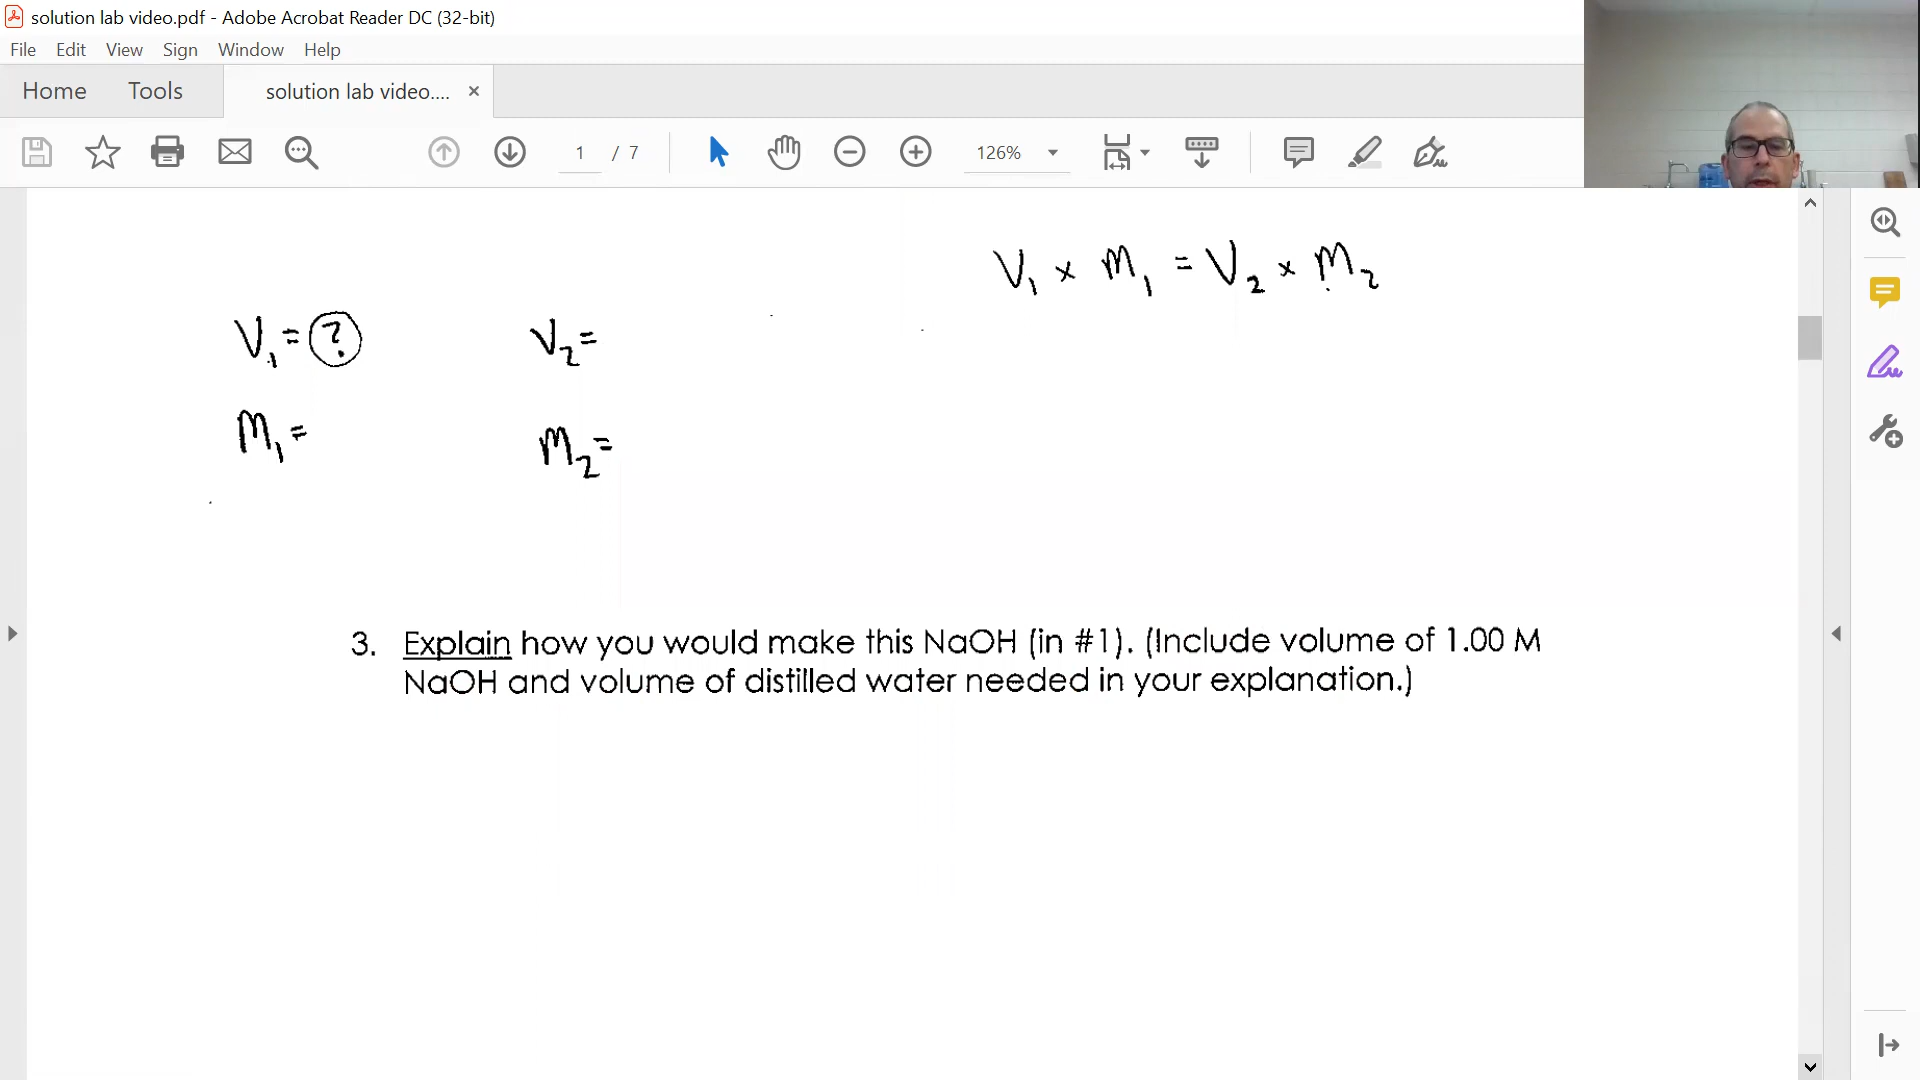 solution lab video.pdf - Adobe Acrobat Reader DC (32-bit)
File Edit View Sign Window Help
Home Tools solution lab video.... ×
1 / 7 126%
V₁ x M₁ = V₂ x M₂
V₁ = ? V₂ =
M₁ = M₂ =
3. Explain how you would make this NaOH (in #1). (Include volume of 1.00 M
NaOH and volume of distilled water needed in your explanation.)